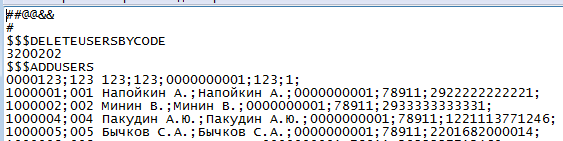 ##@@&&
#
$$$DELETEUSERSBYCODE
3200202
$$$ADDUSERS
0000123;123 123;123;0000000001;123;1;
1000001;001 Напойкин А.;Напойкин А.;0000000001;78911;2922222222221;
1000002;002 Минин В.;Минин В.;0000000001;78911;2933333333331;
1000004;004 Пакудин А.Ю.;Пакудин А.Ю.;0000000001;78911;1221113771246;
1000005;005 Бычков С.А.;Бычков С.А.;0000000001;78911;2201682000014;